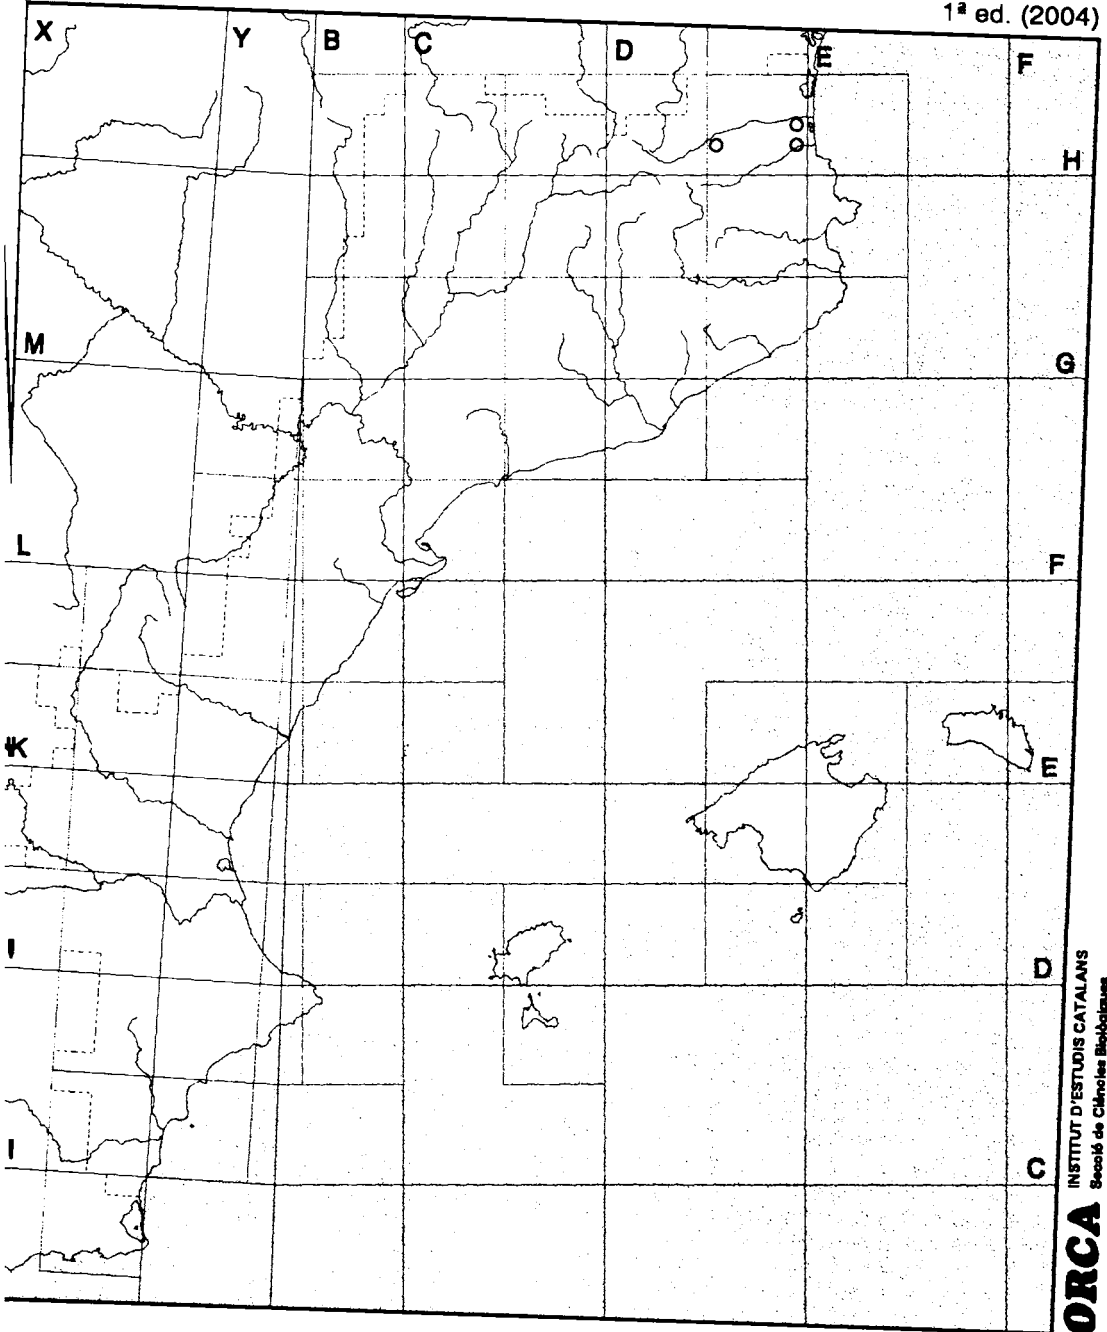 1ª ed. (2004)
X Y B C D E F
H
M G
L F
K E
I D
I C
ORCA
INSTITUT D'ESTUDIS CATALANS
Secció de Ciències Biològiques